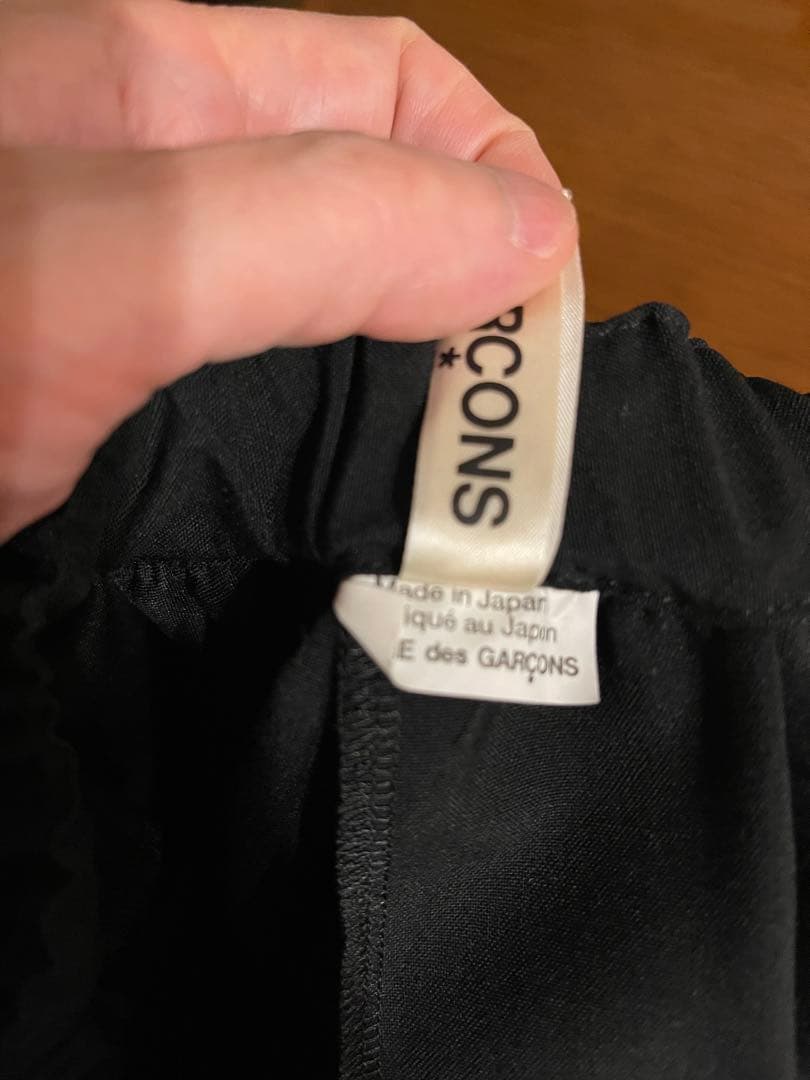 RCONS
*
Made in Japan
iqué au Japon
E des GARÇONS